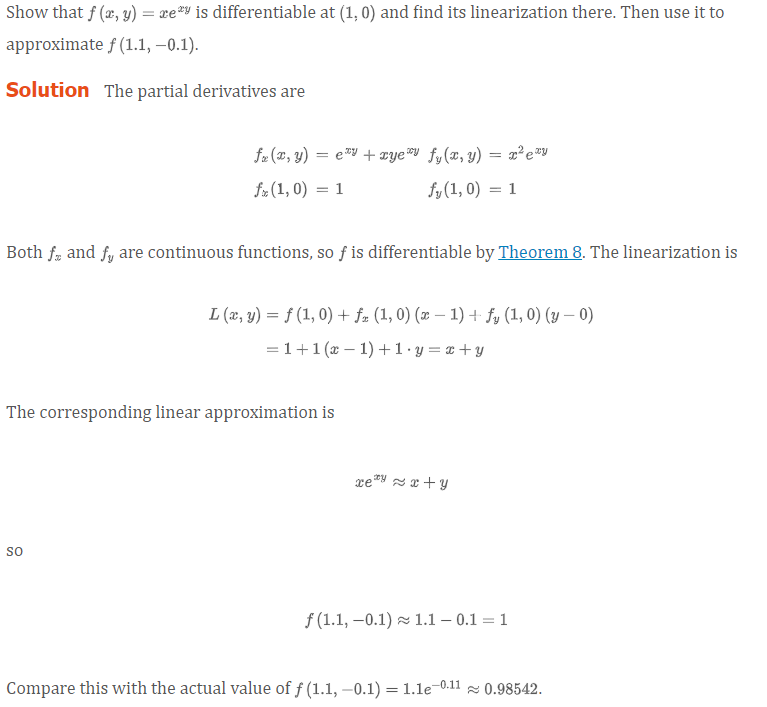 Show that f (x, y) = xe^{xy} is differentiable at (1, 0) and find its linearization there. Then use it to
approximate f (1.1, −0.1).
Solution The partial derivatives are
f_x (x, y) = e^{xy} + xye^{xy} f_y (x, y) = x^2e^{xy}
f_x (1, 0) = 1 f_y (1, 0) = 1
Both f_x and f_y are continuous functions, so f is differentiable by Theorem 8. The linearization is
L (x, y) = f (1, 0) + f_x (1, 0) (x − 1) + f_y (1, 0) (y − 0)
= 1 + 1 (x − 1) + 1 · y = x + y
The corresponding linear approximation is
xe^{xy} ≈ x + y
so
f (1.1, −0.1) ≈ 1.1 − 0.1 = 1
Compare this with the actual value of f (1.1, −0.1) = 1.1e^{−0.11} ≈ 0.98542.